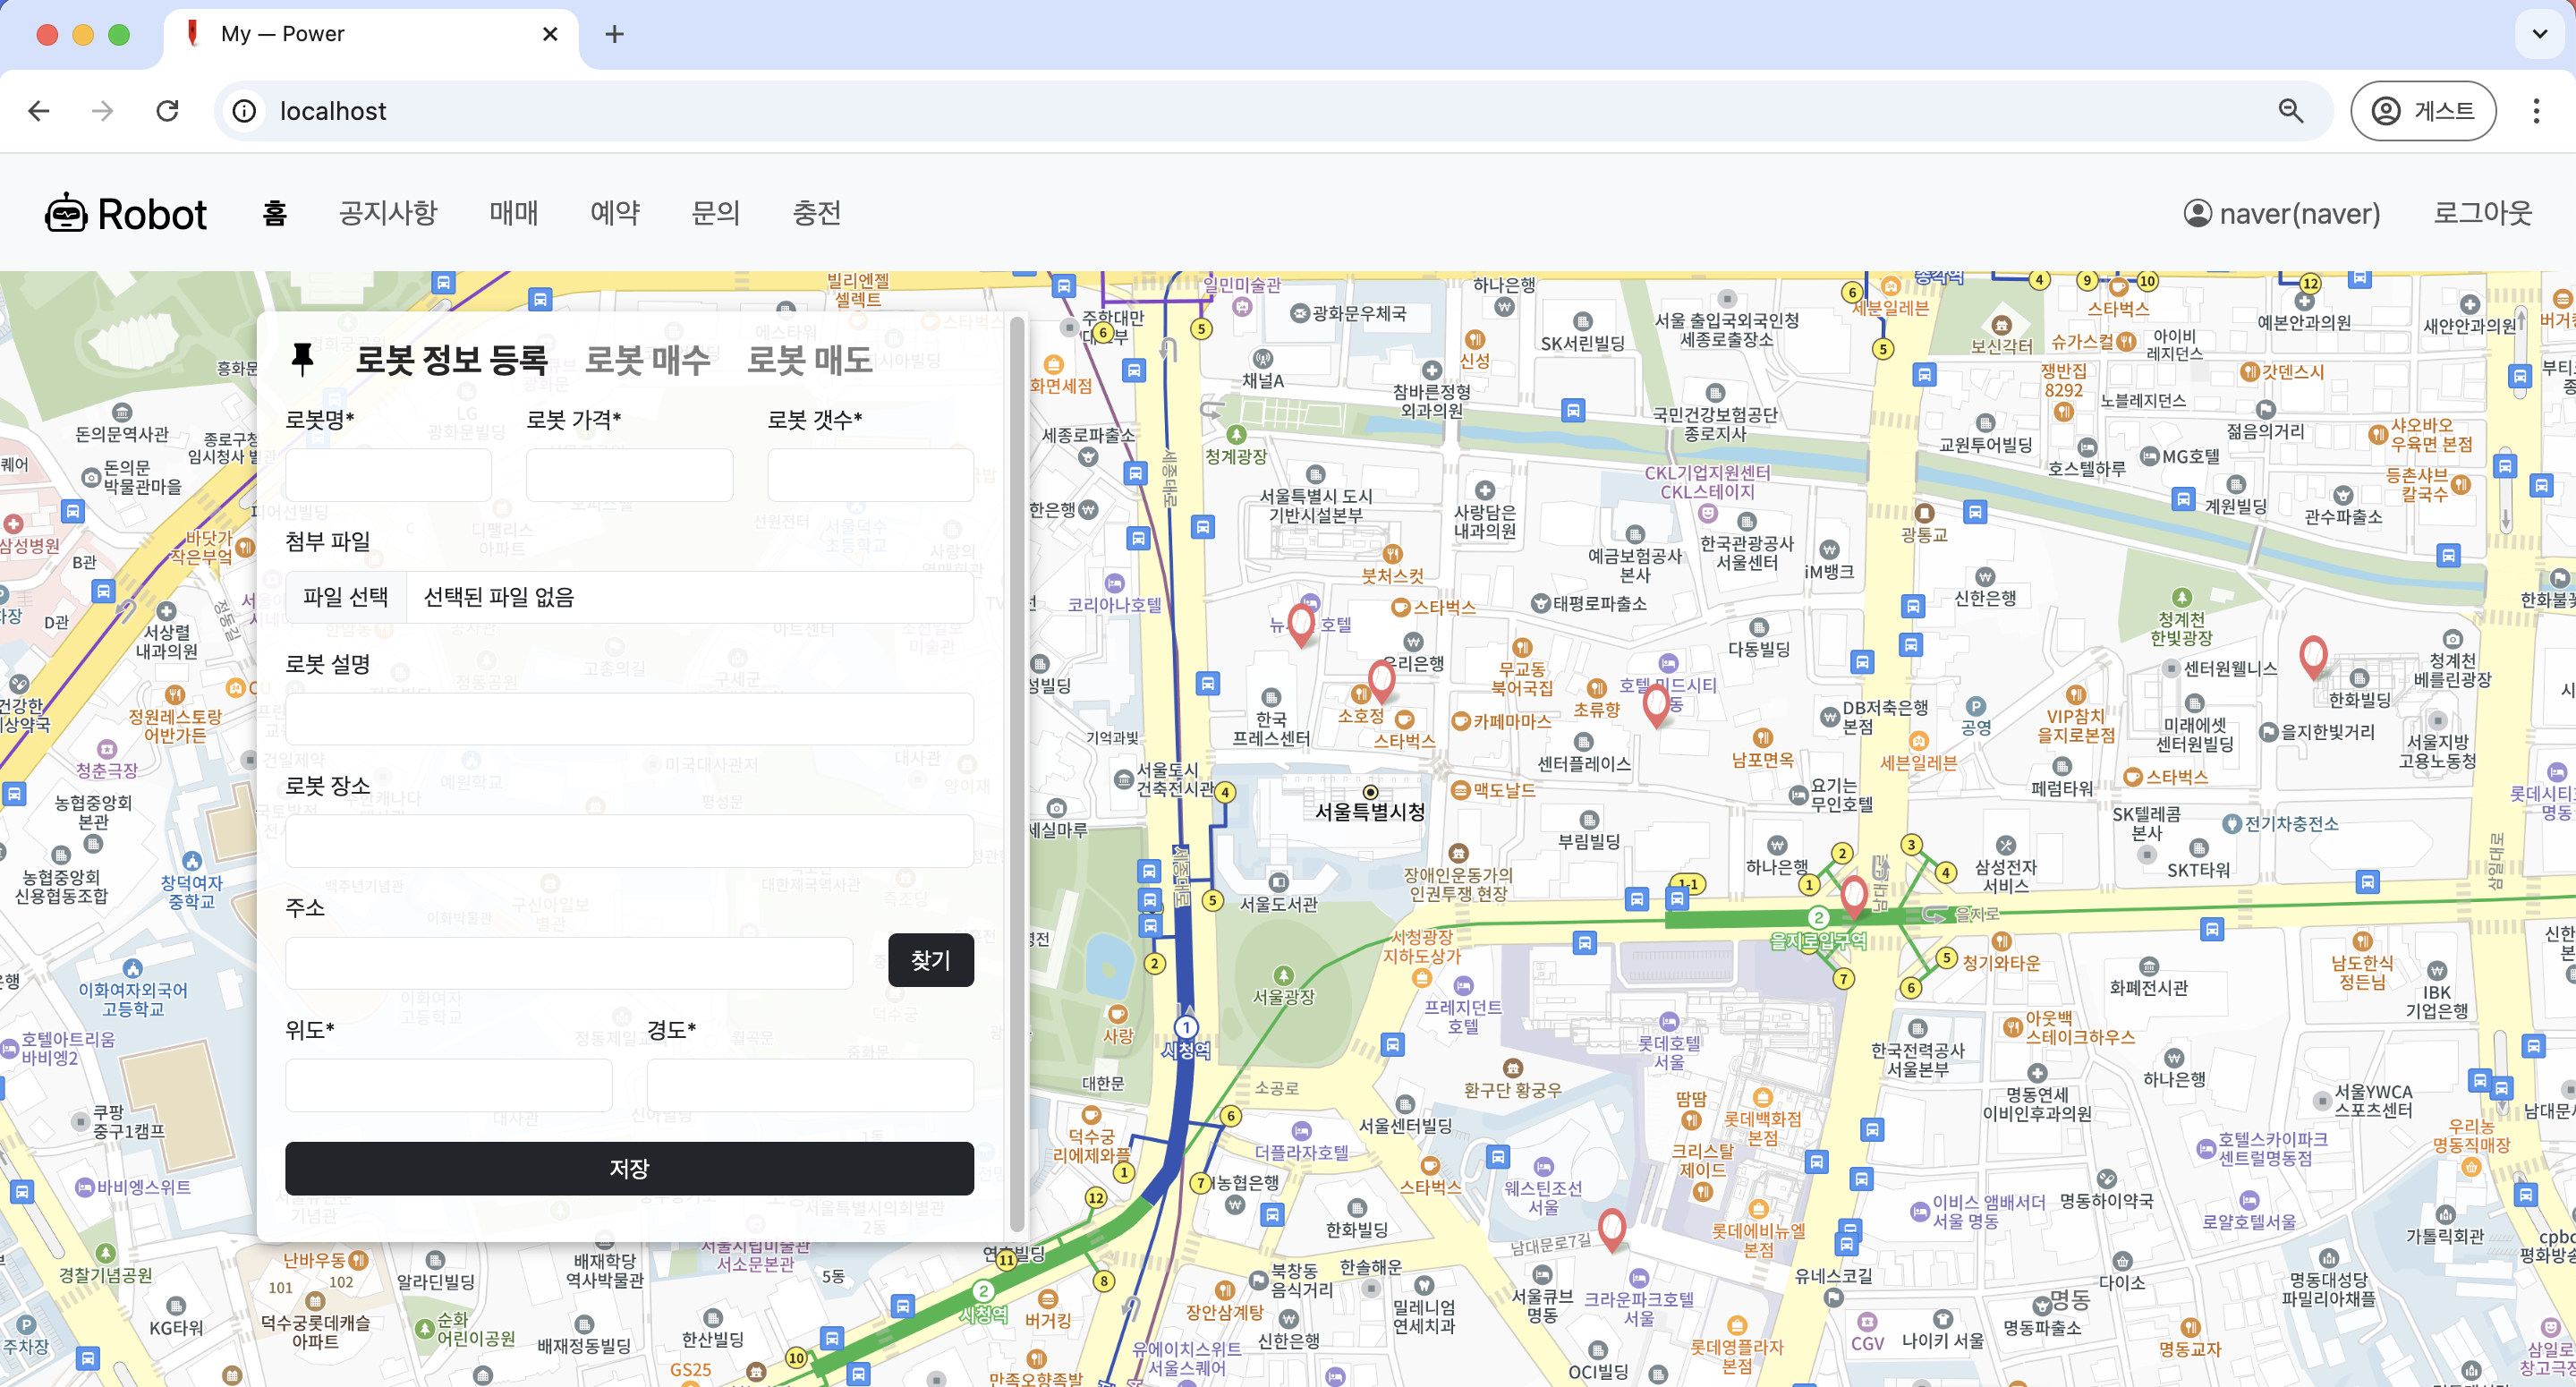 My — Power
localhost
게스트
Robot
홈
공지사항
매매
예약
문의
충전
naver(naver)
로그아웃
로봇 정보 등록
로봇 매수
로봇 매도
로봇명*
로봇 가격*
로봇 갯수*
첨부 파일
파일 선택
선택된 파일 없음
로봇 설명
로봇 장소
주소
찾기
위도*
경도*
저장
빌리엔젤
셀렉트
일민미술관
하나은행
광화문우체국
SK서린빌딩
서울 출입국외국인청
세종로출장소
세븐일레븐
보신각터
스타벅스
슈가스컬
아이비
레지던스
예본안과의원
새안안과의원
채널A
신성
참바른정형
외과의원
국민건강보험공단
종로지사
쟁반집
8292
갓덴스시
노블레지던스
젊음의거리
샤오바오
우육면 본점
돈의문역사관
돈의문
박물관마을
세종로파출소
청계광장
세종대로
서울특별시 도시
기반시설본부
사랑담은
내과의원
CKL기업지원센터
CKL스테이지
교원투어빌딩
호스텔하루
MG호텔
등촌샤브
칼국수
계원빌딩
관수파출소
광통교
삼성병원
바닷가
작은부엌
B관
D관
서상렬
내과의원
코리아나호텔
붓처스컷
스타벅스
태평로파출소
예금보험공사
본사
한국관광공사
서울센터
iM뱅크
신한은행
청계천
한빛광장
다동빌딩
무교동
북어국집
초류향
소호정
스타벅스
카페마마스
한국
프레스센터
기억과빛
센터플레이스
남포면옥
DB저축은행
본점
공영
VIP참치
을지로본점
센터원웰니스
미래에셋
센터원빌딩
한화빌딩
을지한빛거리
청계천
베를린광장
서울지방
고용노동청
세븐일레븐
페럼타워
스타벅스
정원레스토랑
어반가든
청춘극장
농협중앙회
본관
농협중앙회
신용협동조합
창덕여자
중학교
서울도시
건축전시관
서울특별시청
맥도날드
부림빌딩
요기는
무인호텔
SK텔레콤
본사
전기차충전소
SKT타워
하나은행
삼성전자
서비스
서울도서관
장애인운동가의
인권투쟁 현장
을지로
삼일대로
을지로입구역
시청광장
지하도상가
청기와타운
화폐전시관
남도한식
정든님
IBK
기업은행
이화여자외국어
고등학교
호텔아트리움
바비엥2
서울광장
프레지던트
호텔
롯데호텔
서울
한국전력공사
서울본부
아웃백
스테이크하우스
하나은행
사랑
시청역
대한문
소공로
환구단 황궁우
명동연세
이비인후과의원
서울YWCA
스포츠센터
쿠팡
중구1캠프
바비엥스위트
덕수궁
리에제와플
더플라자호텔
서울센터빌딩
땀땀
롯데백화점
본점
크리스탈
제이드
우리농
명동직매장
호텔스카이파크
센트럴명동점
농협은행
스타벅스
웨스틴조선
서울
명동하이약국
이비스 앰배서더
서울 명동
로얄호텔서울
한화빌딩
롯데에비뉴엘
본점
남대문로7길
가톨릭회관
cpbc
평화방송
경찰기념공원
난바우동
101
102
알라딘빌딩
배재학당
역사박물관
서울시립미술관
서소문본관
5동
북창동
음식거리
한솔해운
서울큐브
명동
크라운파크호텔
서울
유네스코길
다이소
명동
명동대성당
파밀리아채플
KG타워
덕수궁롯데캐슬
아파트
순화
어린이공원
배재정동빌딩
한산빌딩
시청역
버거킹
장안삼계탕
신한은행
밀레니엄
연세치과
CGV
나이키 서울
명동파출소
명동교자
주차장
GS25
만족오향족발
유에이치스위트
서울스퀘어
OCI빌딩
롯데영플라자
본점